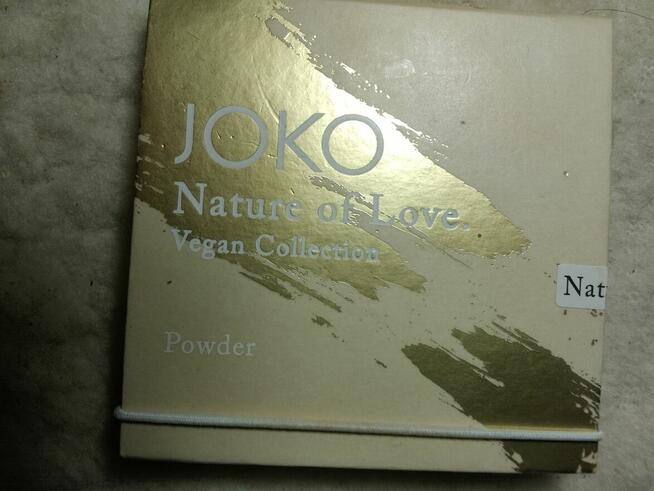 JOKO
Nature of Love.
Vegan Collection
Nat
Powder